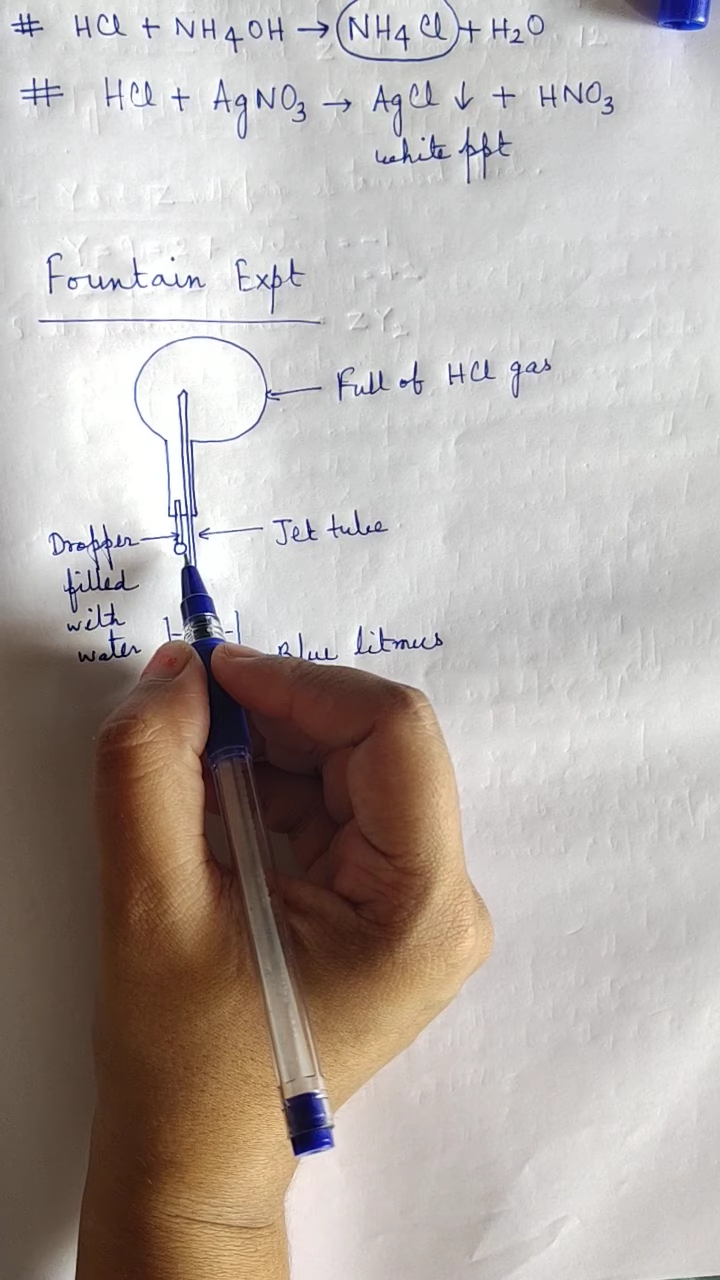 # HCl + NH4OH → NH4Cl + H2O
# HCl + AgNO3 → AgCl ↓ + HNO3
white ppt
Fountain Expt
Full of HCl gas
Jet tube
Dropper
filled
with
water
Blue litmus